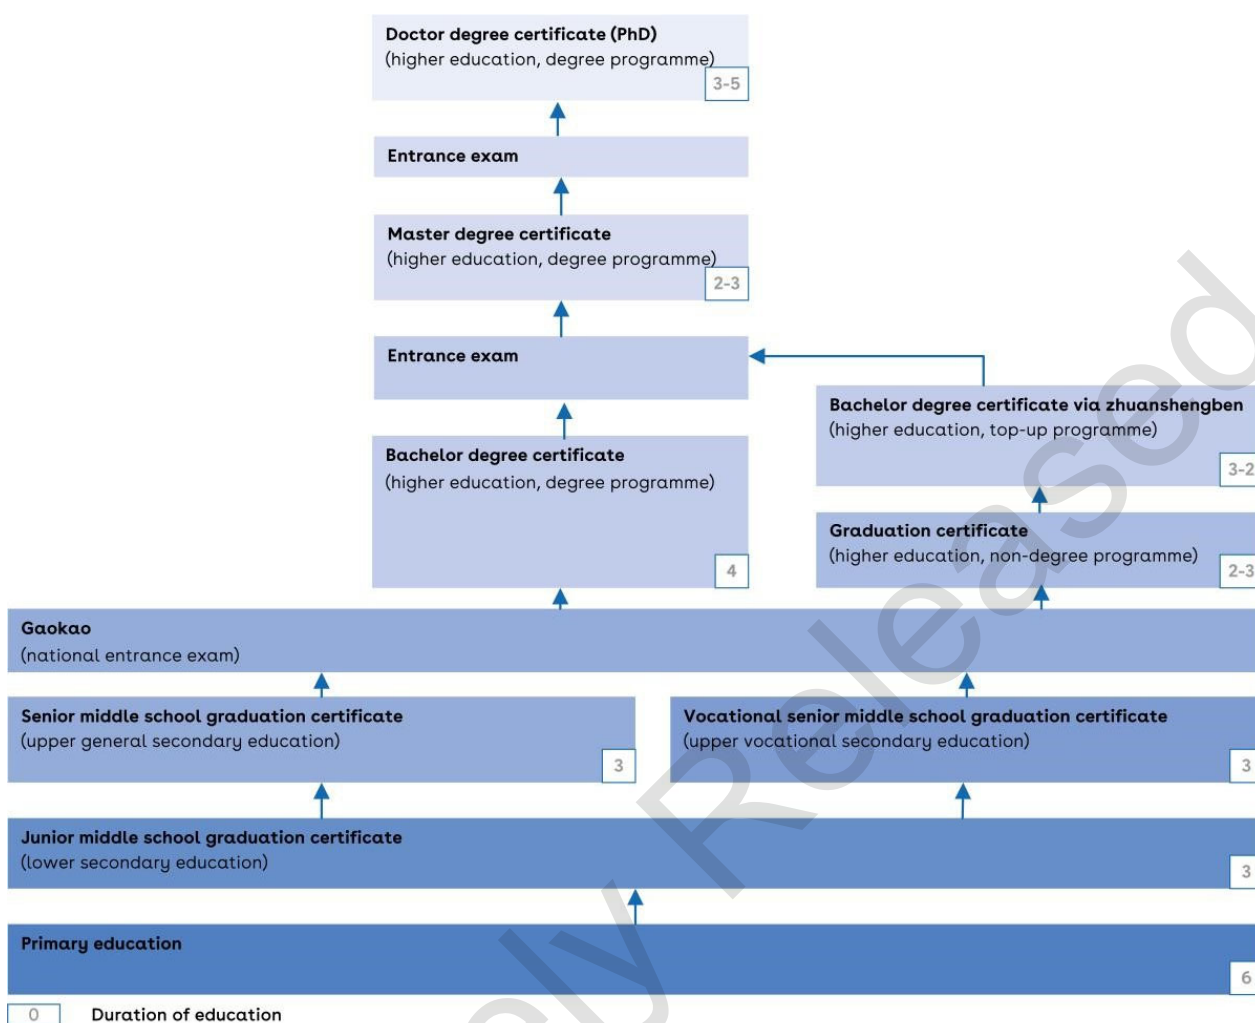 Doctor degree certificate (PhD)
(higher education, degree programme)
3-5
Entrance exam
Master degree certificate
(higher education, degree programme)
2-3
Entrance exam
Bachelor degree certificate via zhuanshengben
(higher education, top-up programme)
3-2
Bachelor degree certificate
(higher education, degree programme)
4
Graduation certificate
(higher education, non-degree programme)
2-3
Gaokao
(national entrance exam)
Senior middle school graduation certificate
(upper general secondary education)
3
Vocational senior middle school graduation certificate
(upper vocational secondary education)
3
Junior middle school graduation certificate
(lower secondary education)
3
Primary education
6
0 Duration of education
ely Released